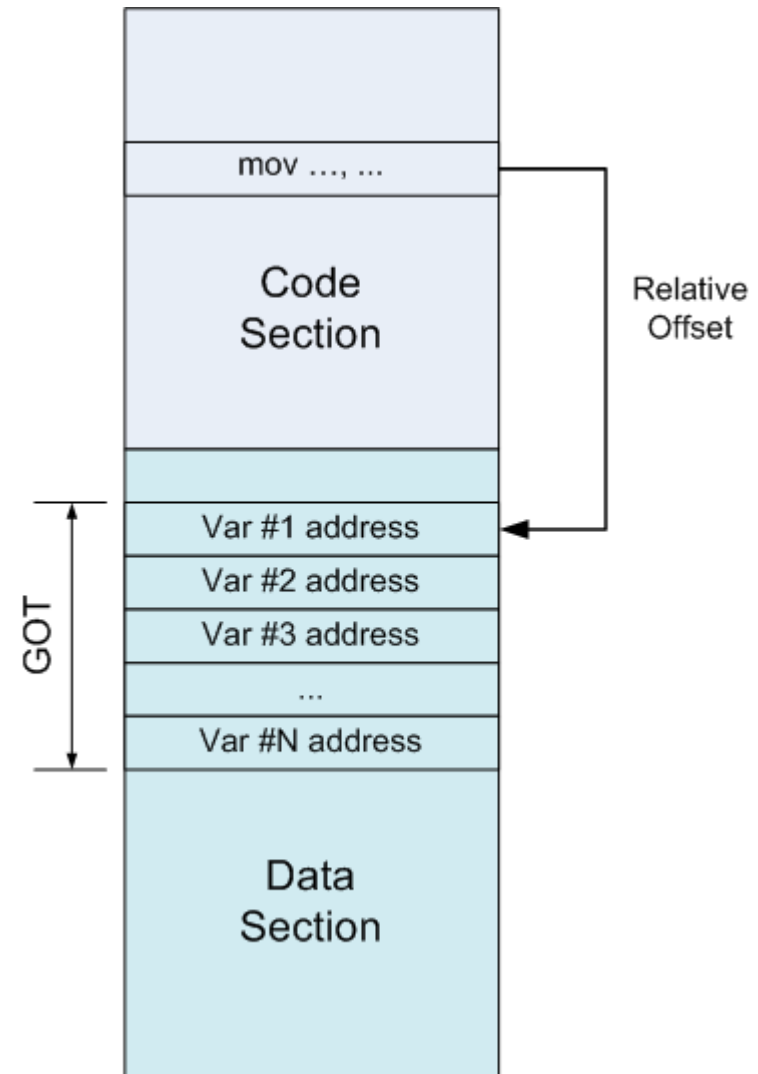 mov ..., ...
Code
Section
Relative
Offset
GOT
Var #1 address
Var #2 address
Var #3 address
...
Var #N address
Data
Section